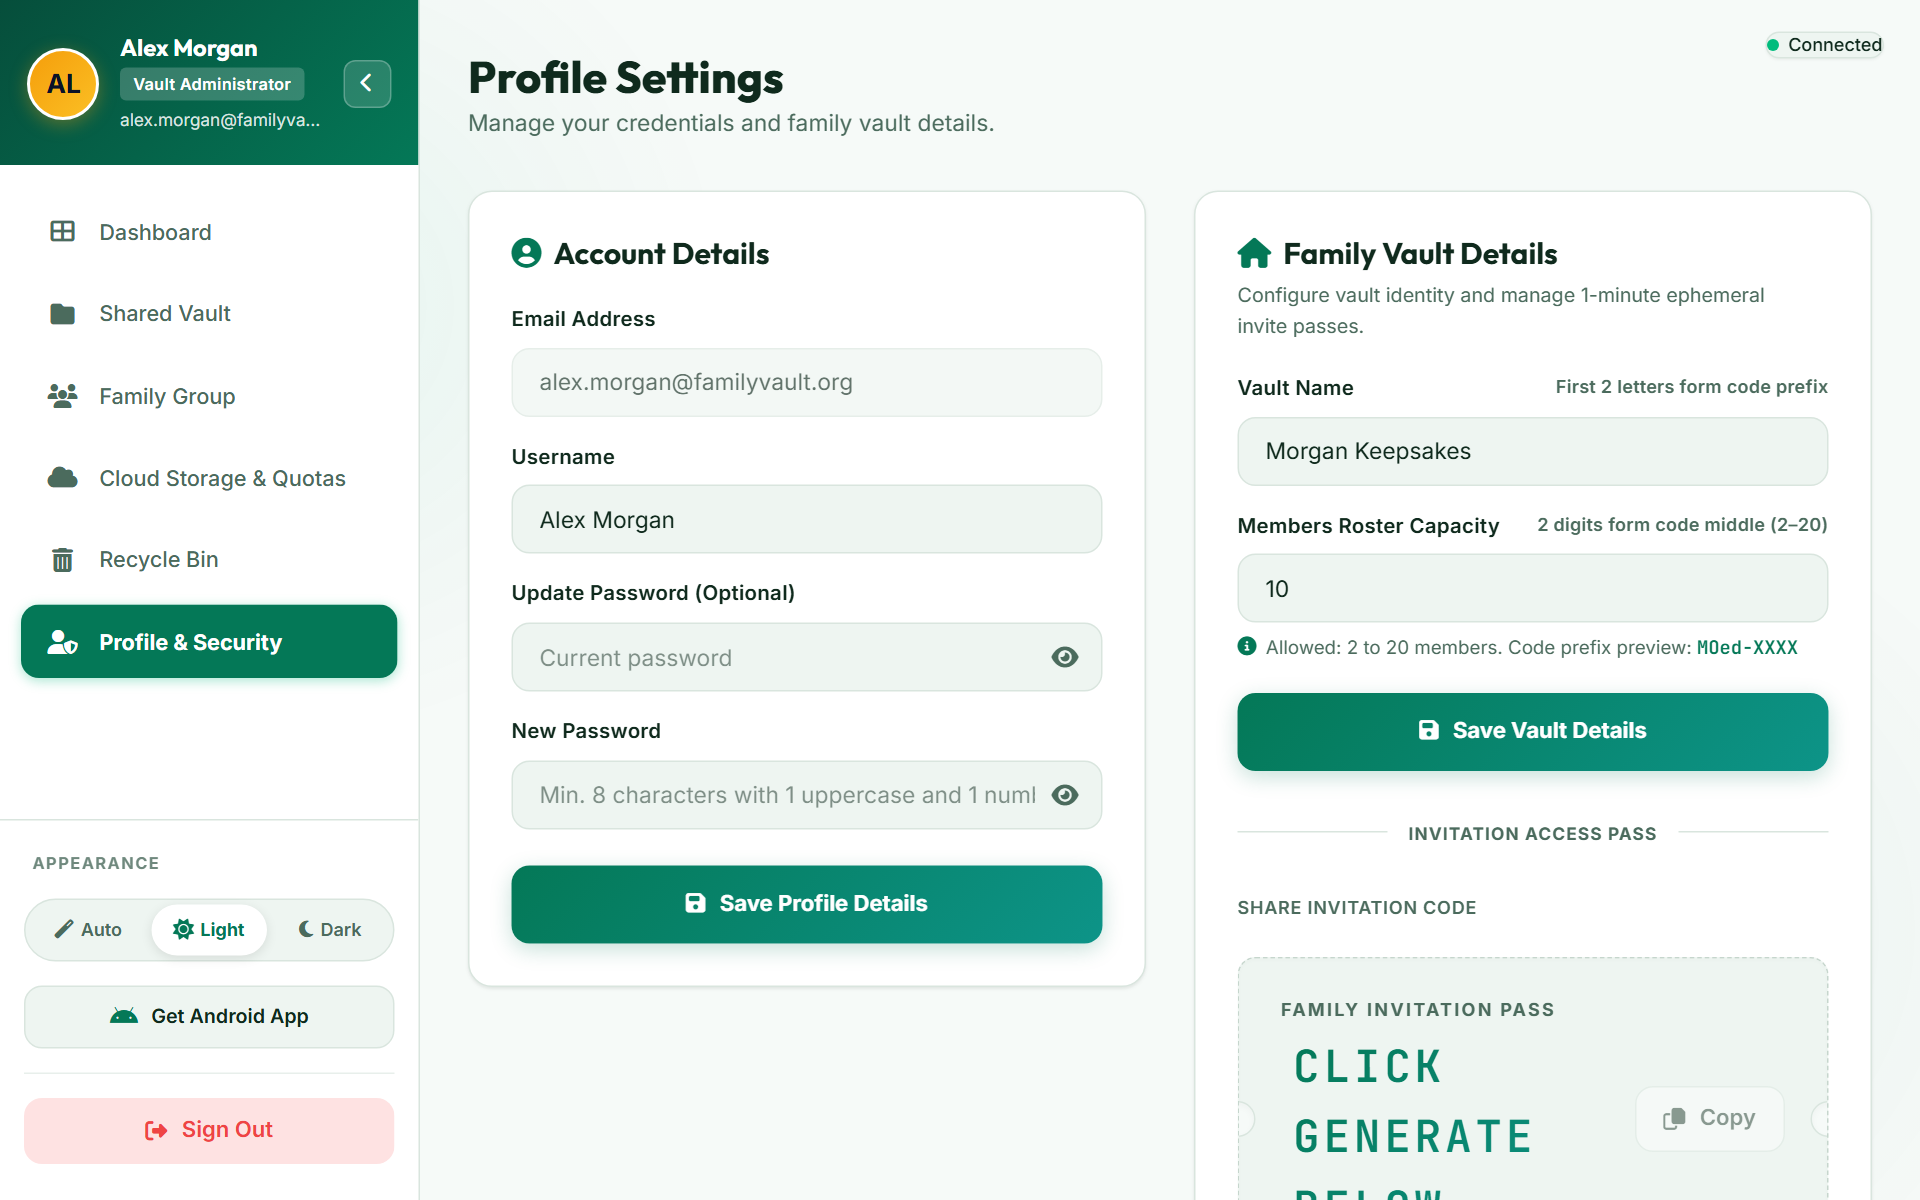 AL
Alex Morgan
Vault Administrator
alex.morgan@familyva...
Dashboard
Shared Vault
Family Group
Cloud Storage & Quotas
Recycle Bin
Profile & Security
APPEARANCE
Auto
Light
Dark
Get Android App
Sign Out
Connected
Profile Settings
Manage your credentials and family vault details.
Account Details
Email Address
alex.morgan@familyvault.org
Username
Alex Morgan
Update Password (Optional)
Current password
New Password
Min. 8 characters with 1 uppercase and 1 numl
Save Profile Details
Family Vault Details
Configure vault identity and manage 1-minute ephemeral
invite passes.
Vault Name
First 2 letters form code prefix
Morgan Keepsakes
Members Roster Capacity
2 digits form code middle (2–20)
10
Allowed: 2 to 20 members. Code prefix preview: MOed-XXXX
Save Vault Details
INVITATION ACCESS PASS
SHARE INVITATION CODE
FAMILY INVITATION PASS
CLICK
GENERATE
BELOW
Copy